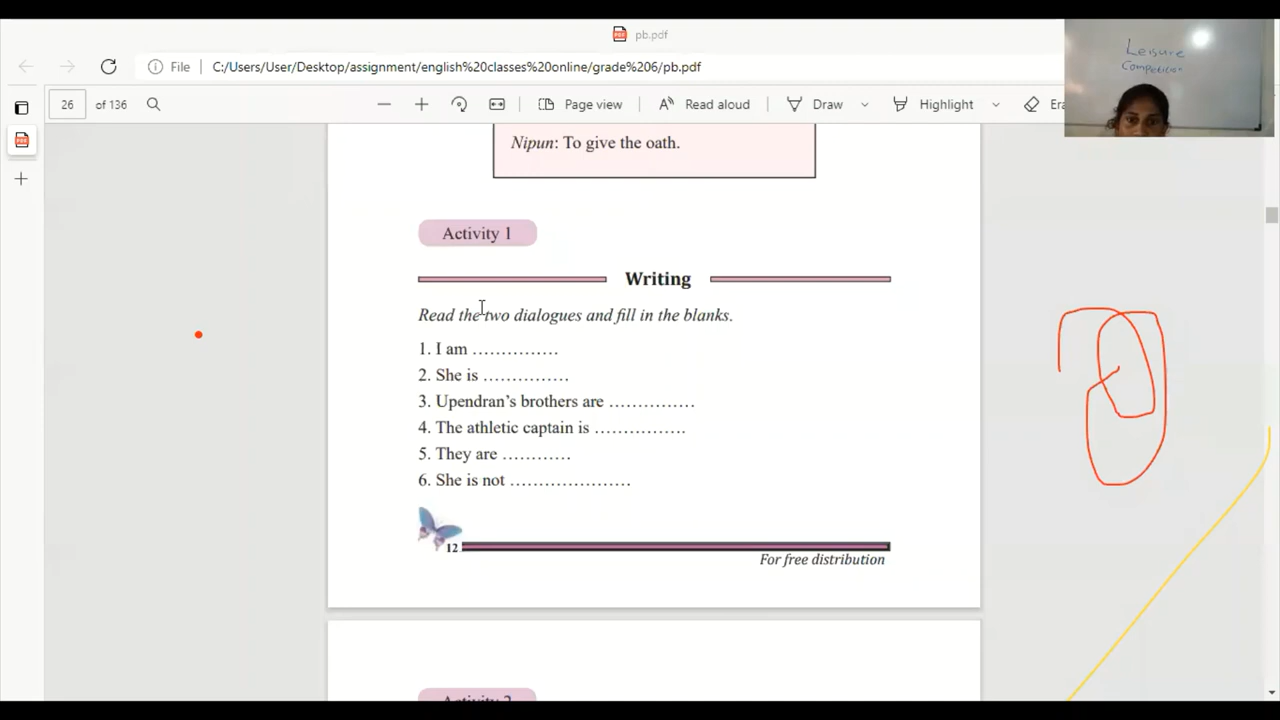 pb.pdf
File C:/Users/User/Desktop/assignment/english%20classes%20online/grade%206/pb.pdf
Leisure
Competition
26 of 136 Page view Read aloud Draw Highlight
Nipun: To give the oath.
Activity 1
Writing
Read the two dialogues and fill in the blanks.
1. I am ……………
2. She is ……………
3. Upendran’s brothers are ……………
4. The athletic captain is …………….
5. They are …………
6. She is not ………………….
12
For free distribution
Activity 2